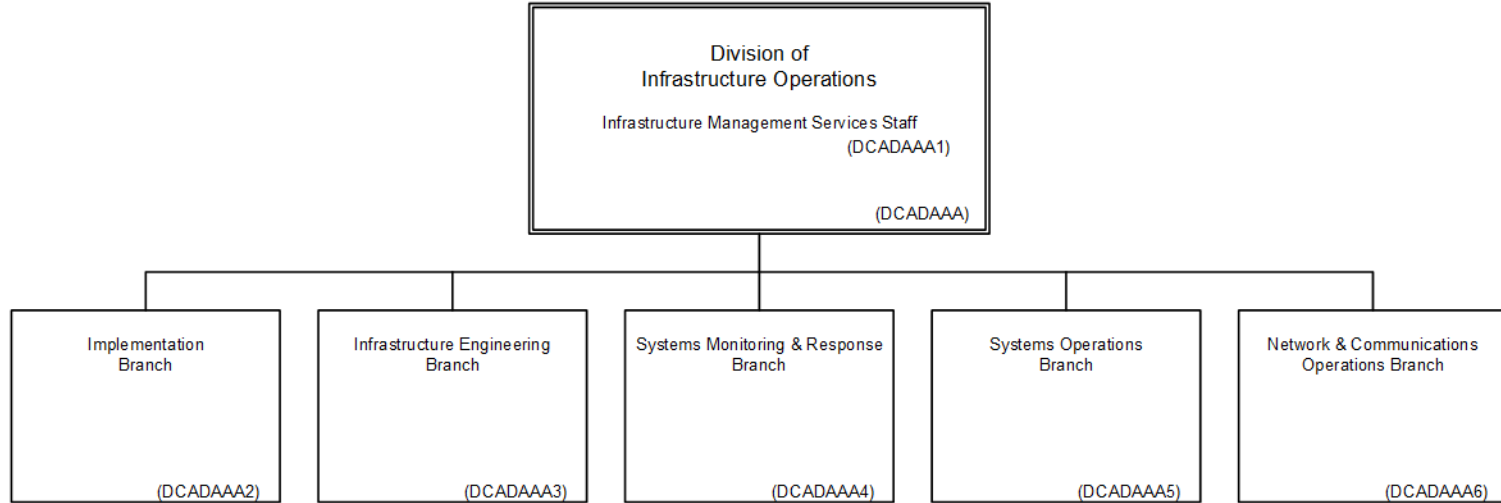 Division of
Infrastructure Operations
Infrastructure Management Services Staff
(DCADAAA1)
(DCADAAA)
Implementation
Branch
(DCADAAA2)
Infrastructure Engineering
Branch
(DCADAAA3)
Systems Monitoring & Response
Branch
(DCADAAA4)
Systems Operations
Branch
(DCADAAA5)
Network & Communications
Operations Branch
(DCADAAA6)